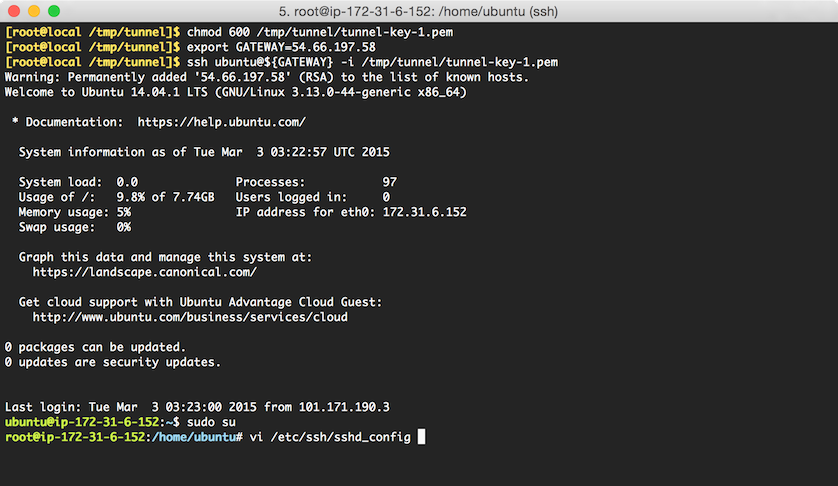 5. root@ip-172-31-6-152: /home/ubuntu (ssh)
[root@local /tmp/tunnel]$ chmod 600 /tmp/tunnel/tunnel-key-1.pem
[root@local /tmp/tunnel]$ export GATEWAY=54.66.197.58
[root@local /tmp/tunnel]$ ssh ubuntu@${GATEWAY} -i /tmp/tunnel/tunnel-key-1.pem
Warning: Permanently added '54.66.197.58' (RSA) to the list of known hosts.
Welcome to Ubuntu 14.04.1 LTS (GNU/Linux 3.13.0-44-generic x86_64)
* Documentation:  https://help.ubuntu.com/
System information as of Tue Mar  3 03:22:57 UTC 2015
System load:  0.0               Processes:           97
Usage of /:   9.8% of 7.74GB   Users logged in:     0
Memory usage: 5%               IP address for eth0: 172.31.6.152
Swap usage:   0%
Graph this data and manage this system at:
https://landscape.canonical.com/
Get cloud support with Ubuntu Advantage Cloud Guest:
http://www.ubuntu.com/business/services/cloud
0 packages can be updated.
0 updates are security updates.
Last login: Tue Mar  3 03:23:00 2015 from 101.171.190.3
ubuntu@ip-172-31-6-152:~$ sudo su
root@ip-172-31-6-152:/home/ubuntu# vi /etc/ssh/sshd_config